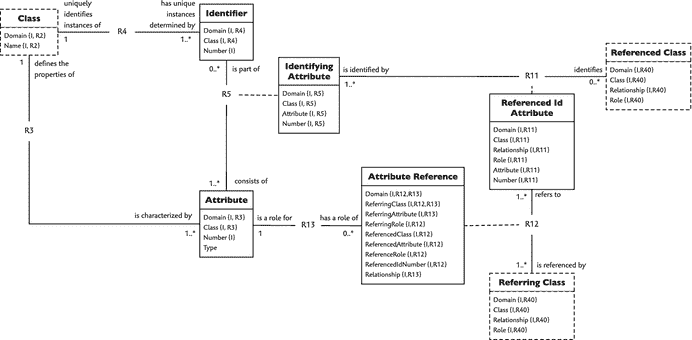 Class
Domain (I, R2)
Name (I, R2)
uniquely
identifies
instances of
1
R4
has unique
instances
determined by
1..*
Identifier
Domain (I, R4)
Class (I, R4)
Number (I)
1
defines the
properties of
R3
0..*
is part of
R5
Identifying
Attribute
Domain (I, R5)
Class (I, R5)
Attribute (I, R5)
Number (I, R5)
is identified by
1..*
R11
identifies
0..*
Referenced Class
Domain (I,R40)
Class (I,R40)
Relationship (I,R40)
Role (I,R40)
Referenced Id
Attribute
Domain (I,R11)
Class (I,R11)
Relationship (I,R11)
Role (I,R11)
Attribute (I,R11)
Number (I,R11)
consists of
1..*
is characterized by
1..*
Attribute
Domain (I, R3)
Class (I, R3)
Number (I)
Type
is a role for
1
R13
has a role of
0..*
Attribute Reference
Domain (I,R12,R13)
ReferringClass (I,R12,R13)
ReferringAttribute (I,R13)
ReferringRole (I,R12)
ReferencedClass (I,R12)
ReferencedAttribute (I,R12)
ReferenceRole (I,R12)
ReferencedIdNumber (I,R12)
Relationship (I,R13)
refers to
1..*
R12
1..*
is referenced by
Referring Class
Domain (I,R40)
Class (I,R40)
Relationship (I,R40)
Role (I,R40)